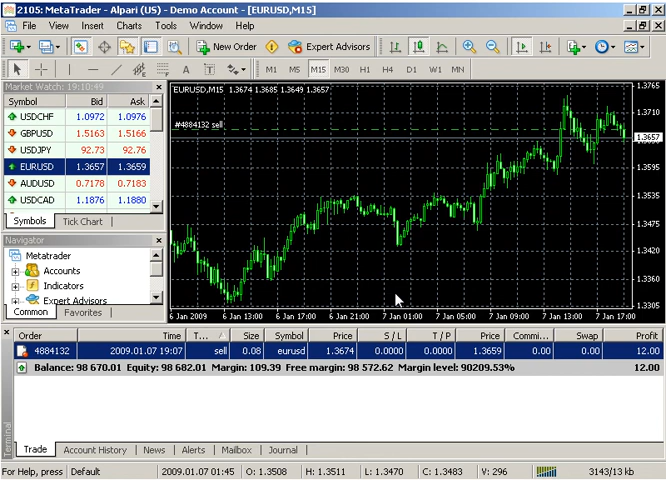 2105: MetaTrader - Alpari (US) - Demo Account - [EURUSD,M15]
File View Insert Charts Tools Window Help
New Order Expert Advisors
A T M1 M5 M15 M30 H1 H4 D1 W1 MN
Market Watch: 19:10:49
Symbol Bid Ask
USDCHF 1.0972 1.0976
GBPUSD 1.5163 1.5166
USDJPY 92.73 92.76
EURUSD 1.3657 1.3659
AUDUSD 0.7178 0.7183
USDCAD 1.1876 1.1880
Symbols Tick Chart
Navigator
Metatrader
Accounts
Indicators
Expert Advisors
Common Favorites
EURUSD,M15 1.3674 1.3685 1.3649 1.3657
#4884132 sell
1.3765
1.3710
1.3657
1.3595
1.3535
1.3475
1.3420
1.3360
1.3305
6 Jan 2009 6 Jan 13:00 6 Jan 17:00 6 Jan 21:00 7 Jan 01:00 7 Jan 05:00 7 Jan 09:00 7 Jan 13:00 7 Jan 17:00
Order Time T... Size Symbol Price S / L T / P Price Commi... Swap Profit
4884132 2009.01.07 19:07 sell 0.08 eurusd 1.3674 0.0000 0.0000 1.3659 0.00 0.00 12.00
Balance: 98 670.01 Equity: 98 682.01 Margin: 109.39 Free margin: 98 572.62 Margin level: 90209.53% 12.00
Terminal
Trade Account History News Alerts Mailbox Journal
For Help, press Default 2009.01.07 01:45 O: 1.3508 H: 1.3511 L: 1.3470 C: 1.3483 V: 296 3143/13 kb